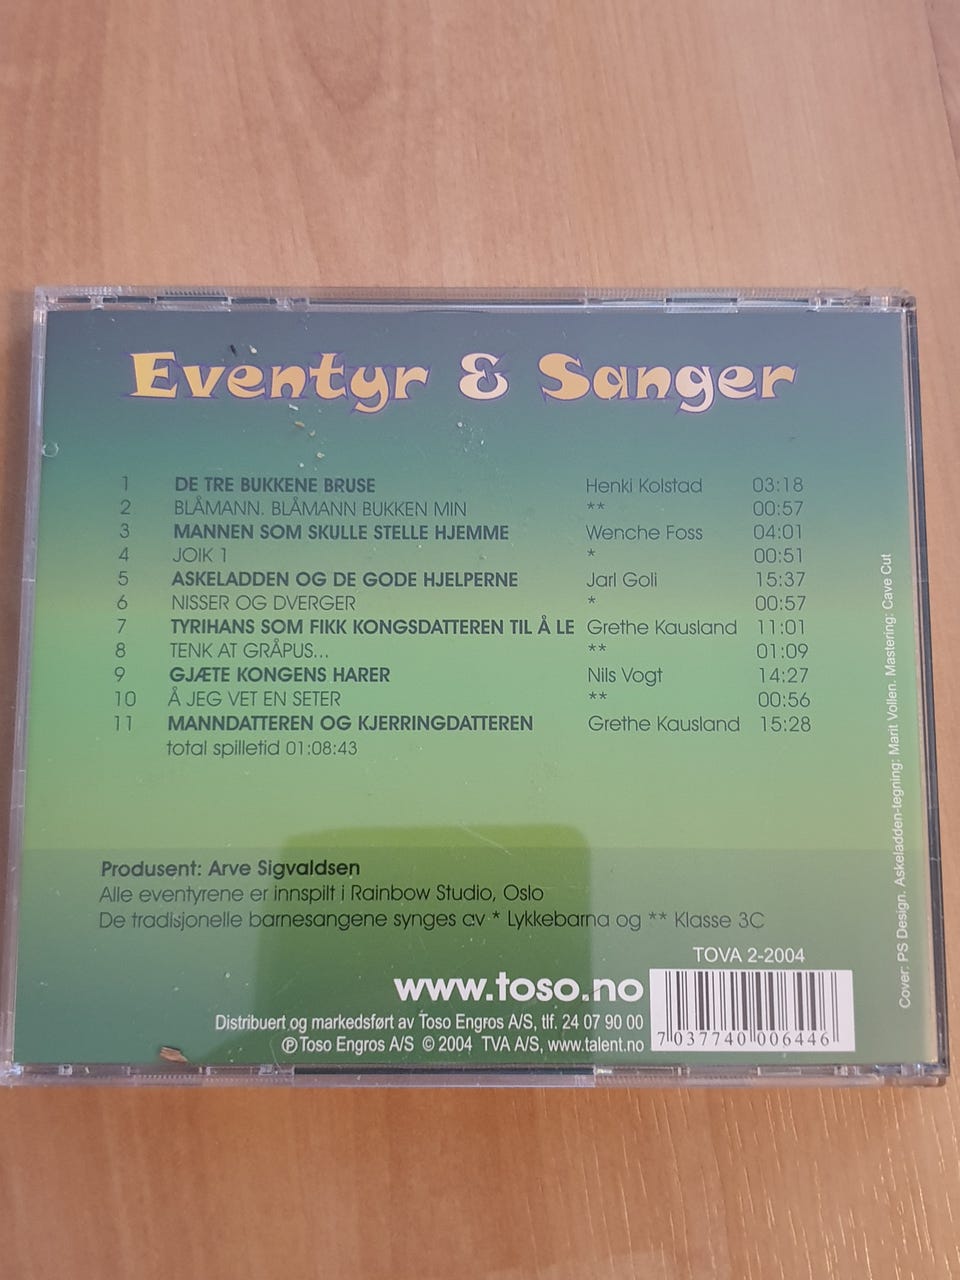 Eventyr & Sanger
1 DE TRE BUKKENE BRUSE Henki Kolstad 03:18
2 BLÅMANN. BLÅMANN BUKKEN MIN ** 00:57
3 MANNEN SOM SKULLE STELLE HJEMME Wenche Foss 04:01
4 JOIK 1 * 00:51
5 ASKELADDEN OG DE GODE HJELPERNE Jarl Goli 15:37
6 NISSER OG DVERGER * 00:57
7 TYRIHANS SOM FIKK KONGSDATTEREN TIL Å LE Grethe Kausland 11:01
8 TENK AT GRÅPUS... ** 01:09
9 GJÆTE KONGENS HARER Nils Vogt 14:27
10 Å JEG VET EN SETER ** 00:56
11 MANNDATTEREN OG KJERRINGDATTEREN Grethe Kausland 15:28
total spilletid 01:08:43
Produsent: Arve Sigvaldsen
Alle eventyrene er innspilt i Rainbow Studio, Oslo
De tradisjonelle barnesangene synges av * Lykkebarna og ** Klasse 3C
TOVA 2-2004
www.toso.no
Distribuert og markedsført av Toso Engros A/S, tlf. 24 07 90 00
℗ Toso Engros A/S © 2004 TVA A/S, www.talent.no
7 037740 006446
Cover: PS Design. Askeladden-tegning: Marit Vollen. Mastering: Cave Cut